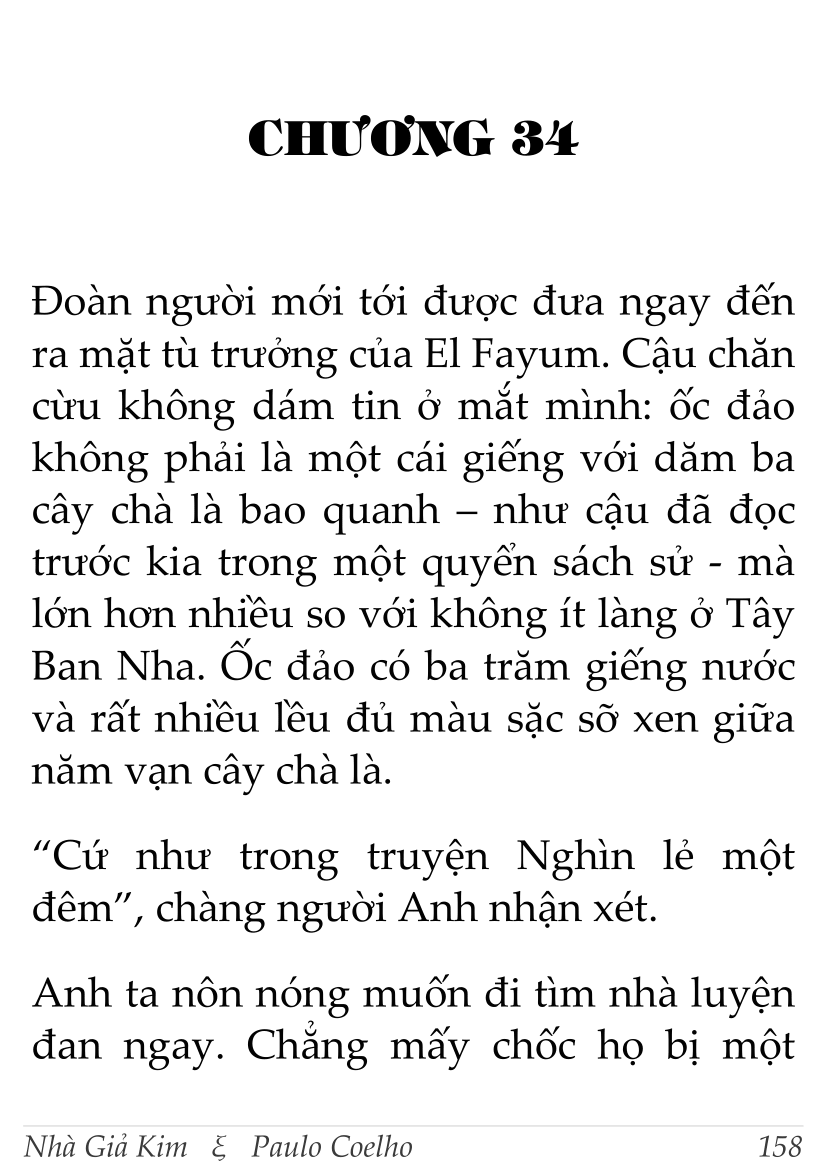 CHƯƠNG 34
Đoàn người mới tới được đưa ngay đến
ra mặt tù trưởng của El Fayum. Cậu chăn
cừu không dám tin ở mắt mình: ốc đảo
không phải là một cái giếng với dăm ba
cây chà là bao quanh – như cậu đã đọc
trước kia trong một quyển sách sử - mà
lớn hơn nhiều so với không ít làng ở Tây
Ban Nha. Ốc đảo có ba trăm giếng nước
và rất nhiều lều đủ màu sặc sỡ xen giữa
năm vạn cây chà là.
“Cứ như trong truyện Nghìn lẻ một
đêm”, chàng người Anh nhận xét.
Anh ta nôn nóng muốn đi tìm nhà luyện
đan ngay. Chẳng mấy chốc họ bị một
Nhà Giả Kim ξ Paulo Coelho 158